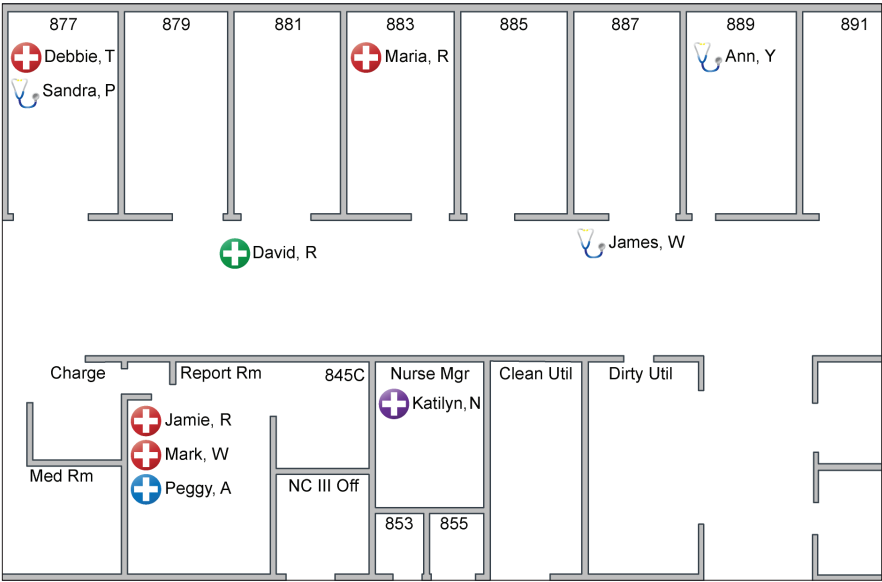 877 879 881 883 885 887 889 891
Debbie, T Maria, R Ann, Y
Sandra, P
David, R James, W
Charge Report Rm 845C Nurse Mgr Clean Util Dirty Util
Katilyn, N
Jamie, R
Mark, W
Med Rm
Peggy, A NC III Off
853 855